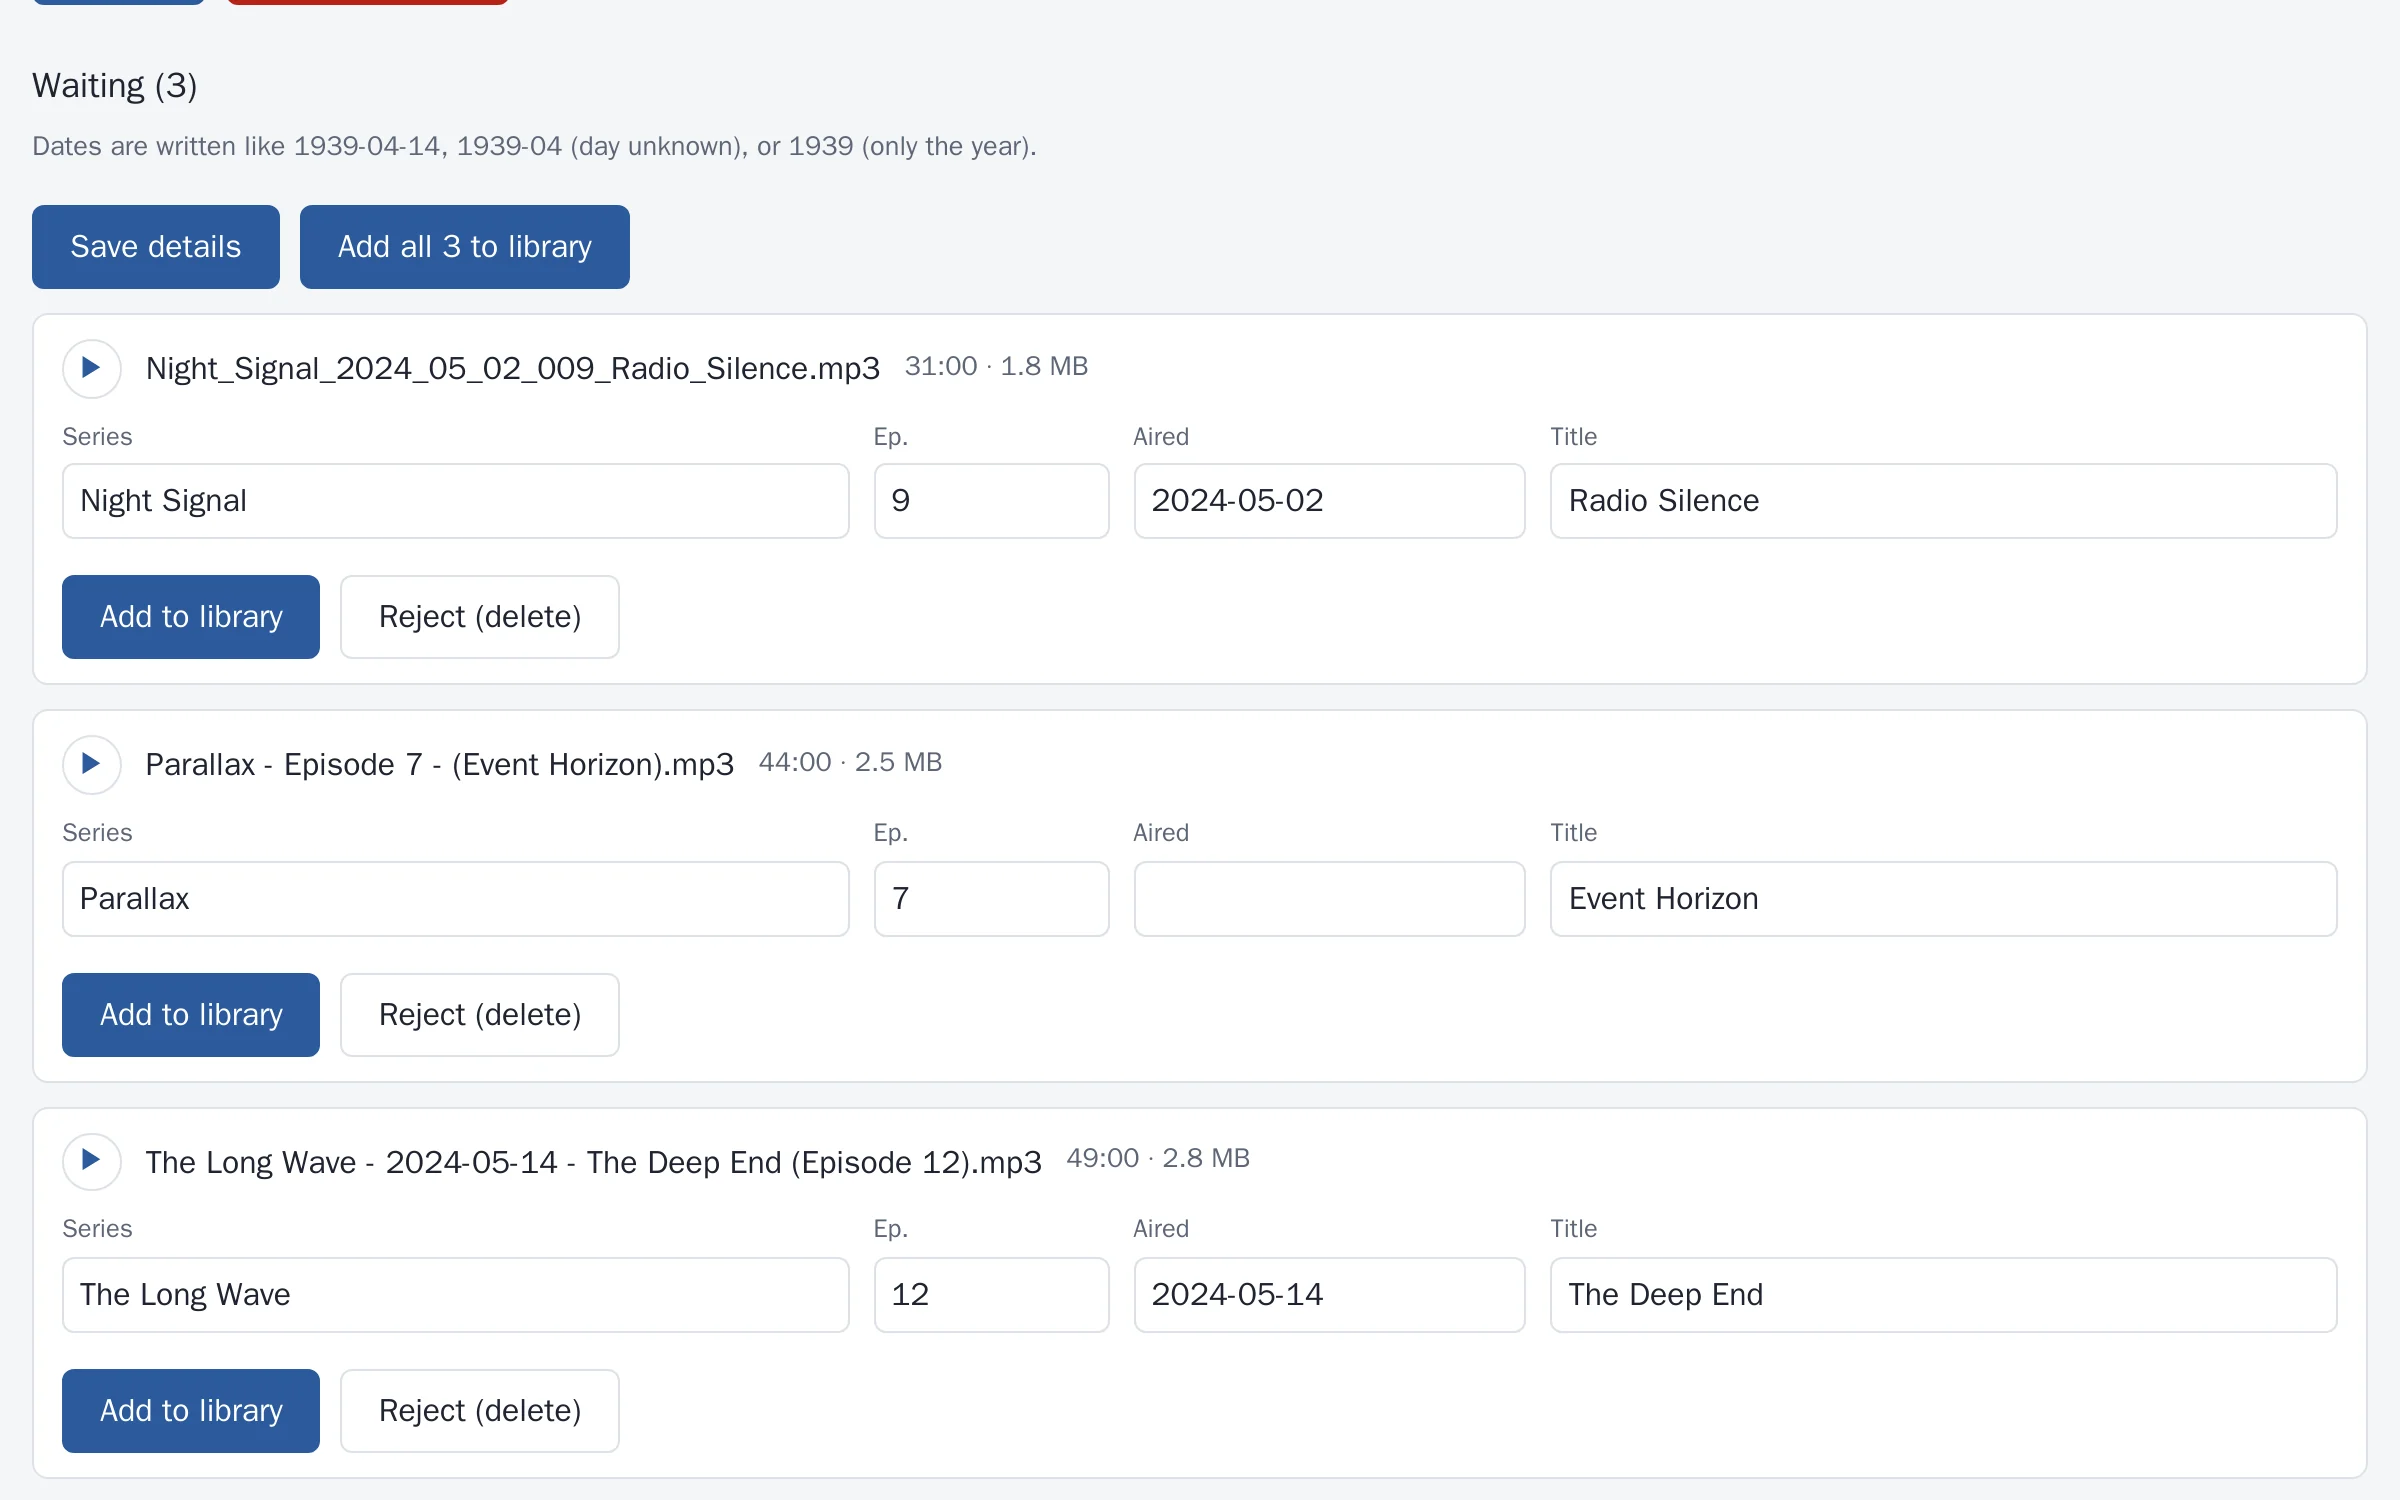 Waiting (3)
Dates are written like 1939-04-14, 1939-04 (day unknown), or 1939 (only the year).
Save details Add all 3 to library
Night_Signal_2024_05_02_009_Radio_Silence.mp3 31:00 · 1.8 MB
Series Ep. Aired Title
Night Signal 9 2024-05-02 Radio Silence
Add to library Reject (delete)
Parallax - Episode 7 - (Event Horizon).mp3 44:00 · 2.5 MB
Series Ep. Aired Title
Parallax 7 Event Horizon
Add to library Reject (delete)
The Long Wave - 2024-05-14 - The Deep End (Episode 12).mp3 49:00 · 2.8 MB
Series Ep. Aired Title
The Long Wave 12 2024-05-14 The Deep End
Add to library Reject (delete)